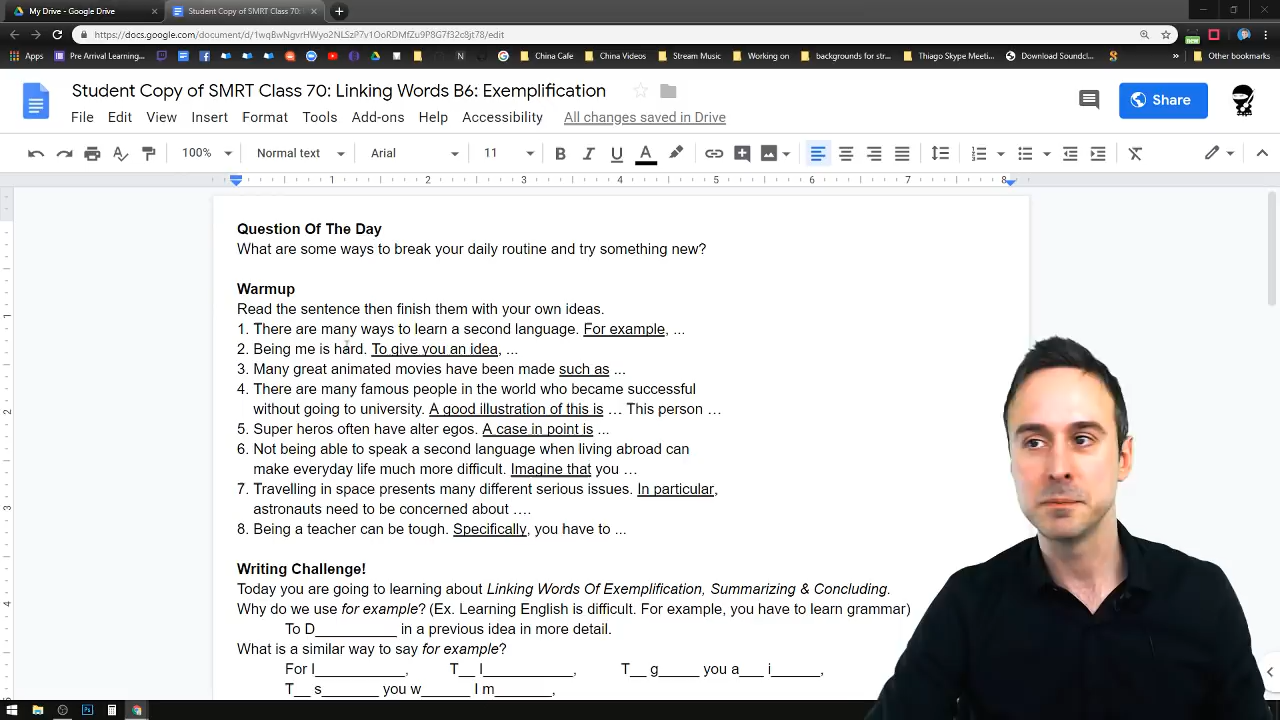 My Drive - Google Drive
Student Copy of SMRT Class 70:
https://docs.google.com/document/d/1wqBwNgvrHWyo2NLSzP7v1OoRDMfZu9P8G7f32c8jt78/edit
Apps
Pre Arrival Learning...
China Cafe
China Videos
Stream Music
Working on
backgrounds for str...
Thiago Skype Meeti...
Download Soundcl...
»
Other bookmarks
Student Copy of SMRT Class 70: Linking Words B6: Exemplification
File Edit View Insert Format Tools Add-ons Help Accessibility All changes saved in Drive
Share
100% Normal text Arial 11 B I U A
1 2 3 4 5 6 7 8
Question Of The Day
What are some ways to break your daily routine and try something new?
Warmup
Read the sentence then finish them with your own ideas.
1. There are many ways to learn a second language. For example, ...
2. Being me is hard. To give you an idea, ...
3. Many great animated movies have been made such as ...
4. There are many famous people in the world who became successful
without going to university. A good illustration of this is … This person …
5. Super heros often have alter egos. A case in point is ...
6. Not being able to speak a second language when living abroad can
make everyday life much more difficult. Imagine that you …
7. Travelling in space presents many different serious issues. In particular,
astronauts need to be concerned about ….
8. Being a teacher can be tough. Specifically, you have to ...
Writing Challenge!
Today you are going to learning about Linking Words Of Exemplification, Summarizing & Concluding.
Why do we use for example? (Ex. Learning English is difficult. For example, you have to learn grammar)
To D__________ in a previous idea in more detail.
What is a similar way to say for example?
For I___________, T__ I___________, T__ g_____ you a___ i______,
T__ s_______ you w______ I m_______,